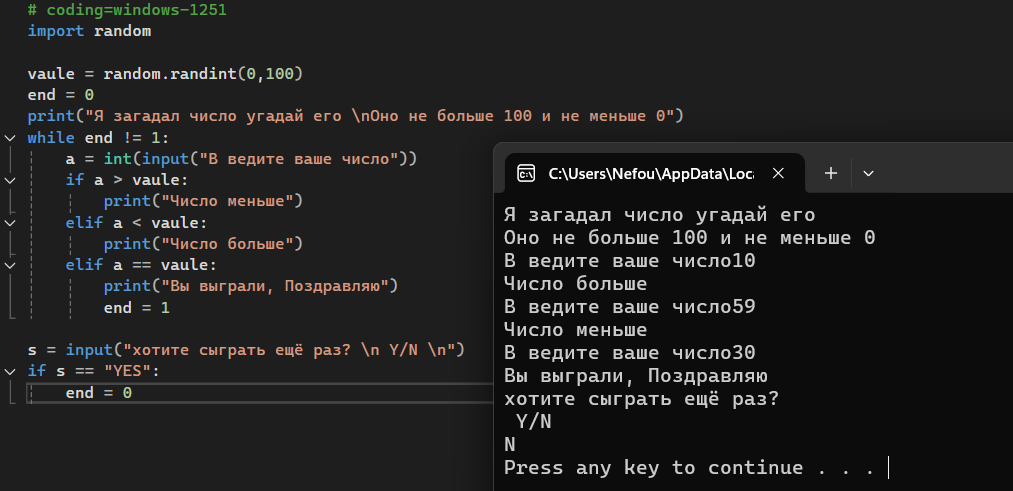 # coding=windows-1251
import random
vaule = random.randint(0,100)
end = 0
print("Я загадал число угадай его \nОно не больше 100 и не меньше 0")
while end != 1:
    a = int(input("В ведите ваше число"))
    if a > vaule:
        print("Число меньше")
    elif a < vaule:
        print("Число больше")
    elif a == vaule:
        print("Вы выграли, Поздравляю")
        end = 1
s = input("хотите сыграть ещё раз? \n Y/N \n")
if s == "YES":
    end = 0
C:\Users\Nefou\AppData\Loca
Я загадал число угадай его
Оно не больше 100 и не меньше 0
В ведите ваше число10
Число больше
В ведите ваше число59
Число меньше
В ведите ваше число30
Вы выграли, Поздравляю
хотите сыграть ещё раз?
 Y/N
N
Press any key to continue . . .